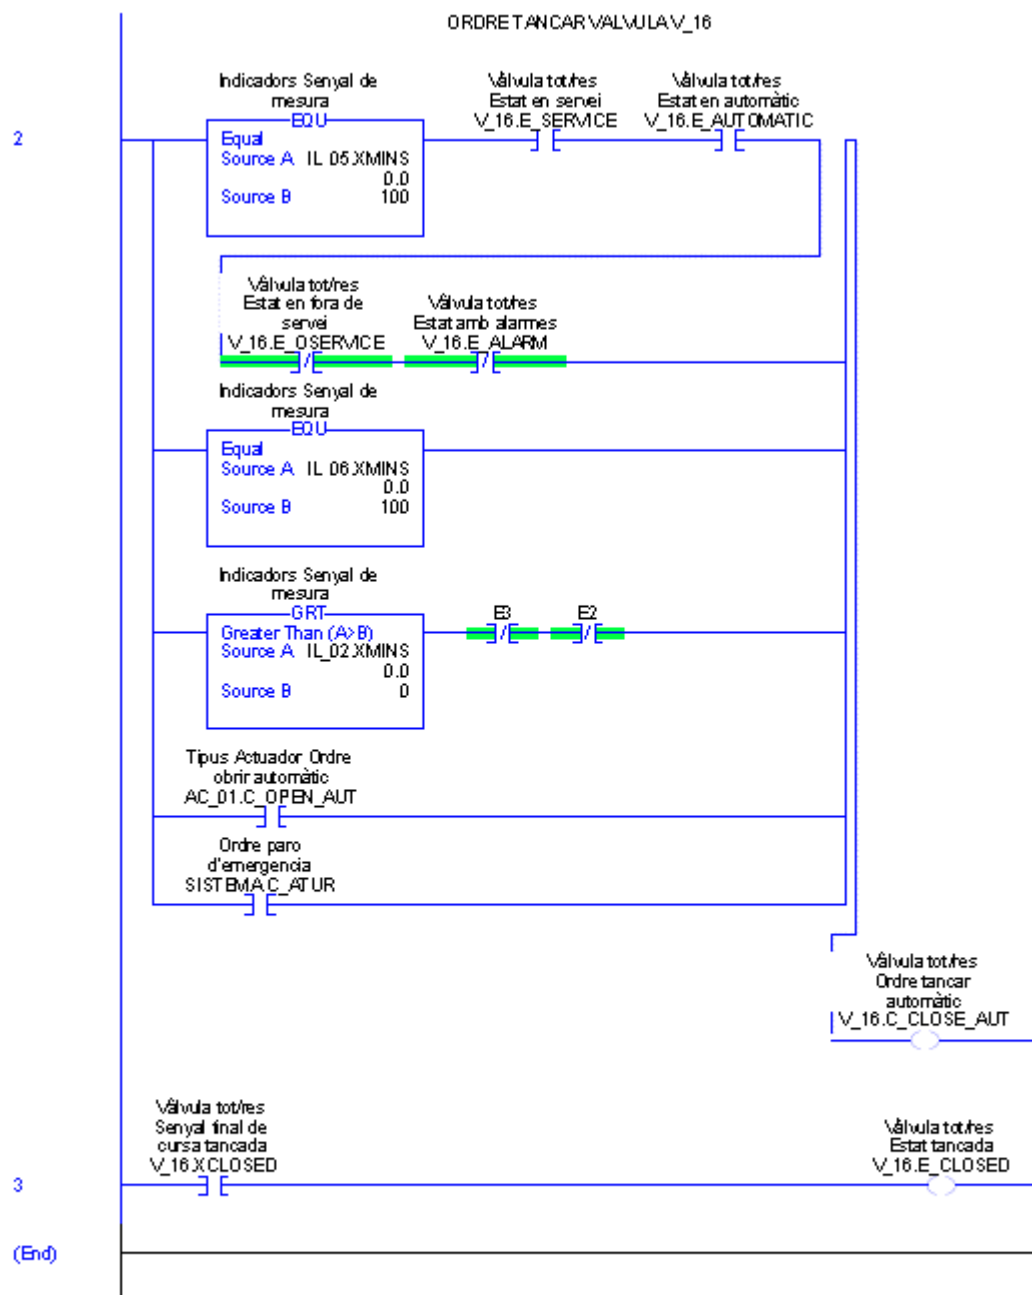 ORDRE TANCAR VALVULA V_16
2
Indicadors Senyal de
mesura
EQU
Equal
Source A IL_05.XMINS
0.0
Source B 100
Vàlvula tot/res
Estat en servei
V_16.E_SERVICE
Vàlvula tot/res
Estat en automàtic
V_16.E_AUTOMATIC
Vàlvula tot/res
Estat en fora de
servei
V_16.E_OSERVICE
Vàlvula tot/res
Estat amb alarmes
V_16.E_ALARM
Indicadors Senyal de
mesura
EQU
Equal
Source A IL_06.XMINS
0.0
Source B 100
Indicadors Senyal de
mesura
GRT
Greater Than (A>B)
Source A IL_02.XMINS
0.0
Source B 0
E3
E2
Tipus Actuador Ordre
obrir automàtic
AC_01.C_OPEN_AUT
Ordre paro
d'emergencia
SISTEMA.C_ATUR
Vàlvula tot/res
Ordre tancar
automàtic
V_16.C_CLOSE_AUT
3
Vàlvula tot/res
Senyal final de
cursa tancada
V_16.XCLOSED
Vàlvula tot/res
Estat tancada
V_16.E_CLOSED
(End)